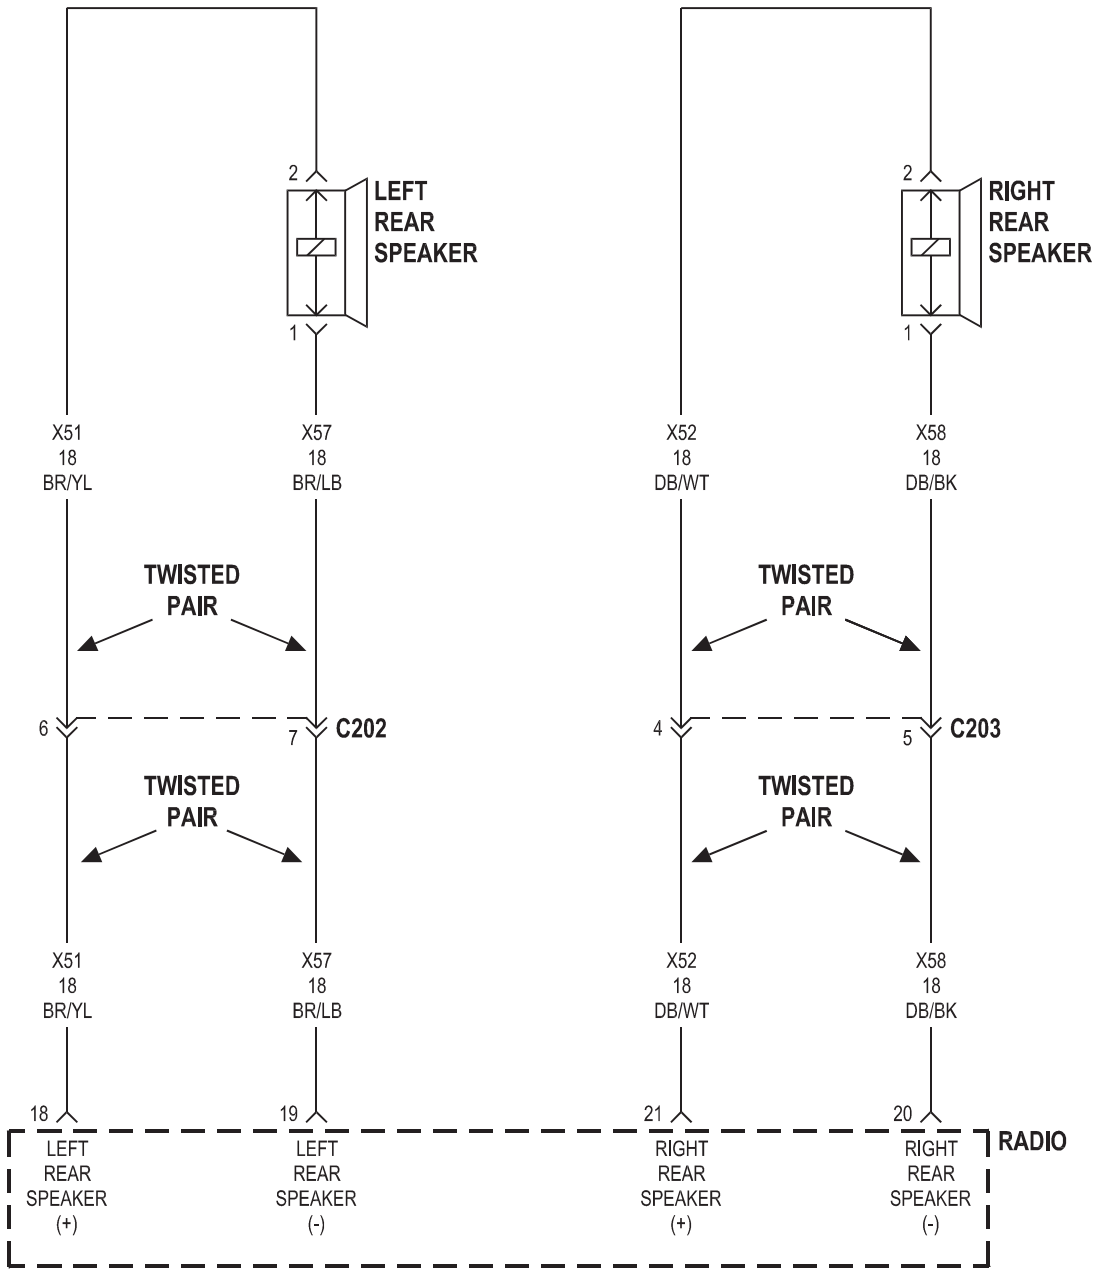 2
LEFT
REAR
SPEAKER
1
2
RIGHT
REAR
SPEAKER
1
X51
18
BR/YL
X57
18
BR/LB
X52
18
DB/WT
X58
18
DB/BK
TWISTED
PAIR
TWISTED
PAIR
6
7
C202
4
5
C203
TWISTED
PAIR
TWISTED
PAIR
X51
18
BR/YL
X57
18
BR/LB
X52
18
DB/WT
X58
18
DB/BK
18
19
21
20
LEFT
REAR
SPEAKER
(+)
LEFT
REAR
SPEAKER
(-)
RIGHT
REAR
SPEAKER
(+)
RIGHT
REAR
SPEAKER
(-)
RADIO